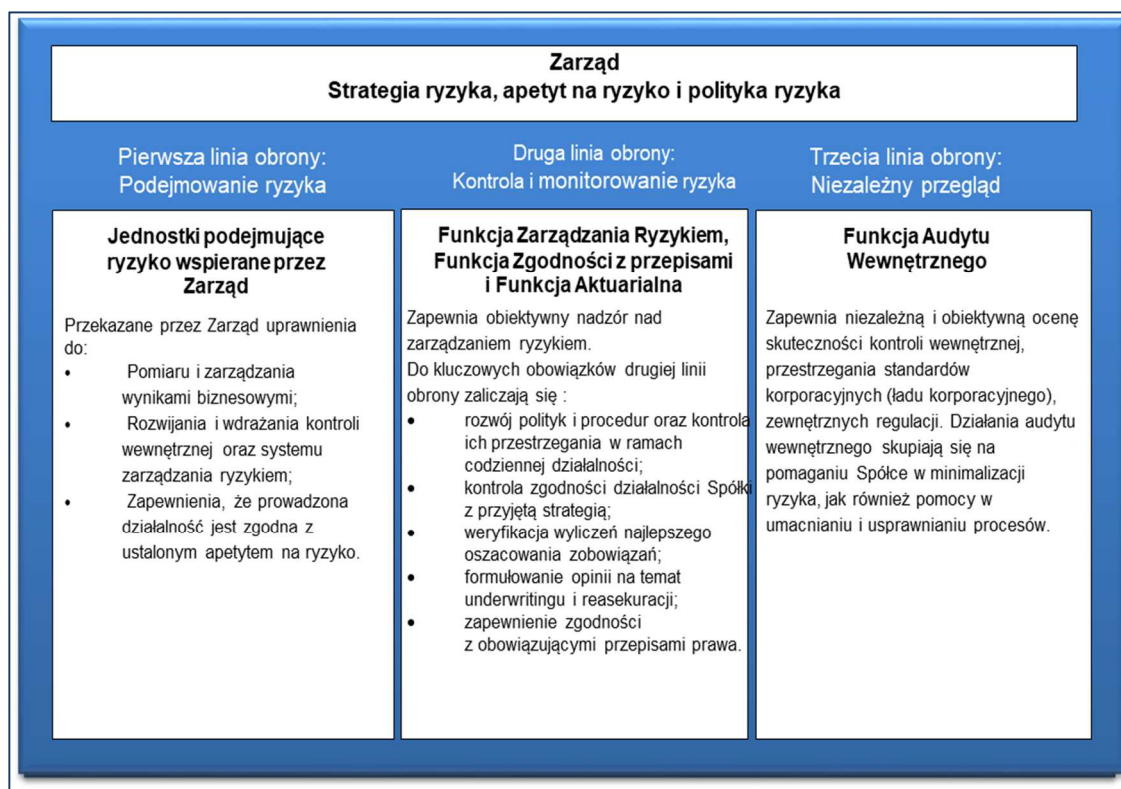 Zarząd
Strategia ryzyka, apetyt na ryzyko i polityka ryzyka
Pierwsza linia obrony:
Podejmowanie ryzyka
Druga linia obrony:
Kontrola i monitorowanie ryzyka
Trzecia linia obrony:
Niezależny przegląd
Jednostki podejmujące
ryzyko wspierane przez
Zarząd
Przekazane przez Zarząd uprawnienia
do:
• Pomiaru i zarządzania
wynikami biznesowymi;
• Rozwijania i wdrażania kontroli
wewnętrznej oraz systemu
zarządzania ryzykiem;
• Zapewnienia, że prowadzona
działalność jest zgodna z
ustalonym apetytem na ryzyko.
Funkcja Zarządzania Ryzykiem,
Funkcja Zgodności z przepisami
i Funkcja Aktuarialna
Zapewnia obiektywny nadzór nad
zarządzaniem ryzykiem.
Do kluczowych obowiązków drugiej linii
obrony zaliczają się :
• rozwój polityk i procedur oraz kontrola
ich przestrzegania w ramach
codziennej działalności;
• kontrola zgodności działalności Spółki
z przyjętą strategią;
• weryfikacja wyliczeń najlepszego
oszacowania zobowiązań;
• formułowanie opinii na temat
underwritingu i reasekuracji;
• zapewnienie zgodności
z obowiązującymi przepisami prawa.
Funkcja Audytu
Wewnętrznego
Zapewnia niezależną i obiektywną ocenę
skuteczności kontroli wewnętrznej,
przestrzegania standardów
korporacyjnych (ładu korporacyjnego),
zewnętrznych regulacji. Działania audytu
wewnętrznego skupiają się na
pomaganiu Spółce w minimalizacji
ryzyka, jak również pomocy w
umacnianiu i usprawnianiu procesów.